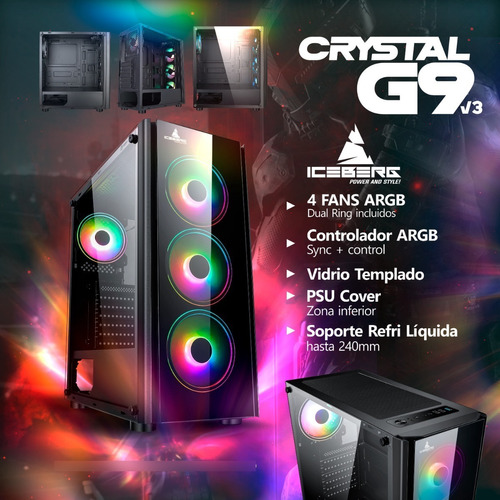 CRYSTAL
G9 v3
ICEBERG
POWER AND STYLE!
4 FANS ARGB
Dual Ring incluidos
Controlador ARGB
Sync + control
Vidrio Templado
PSU Cover
Zona inferior
Soporte Refri Líquida
hasta 240mm
ICEBERG